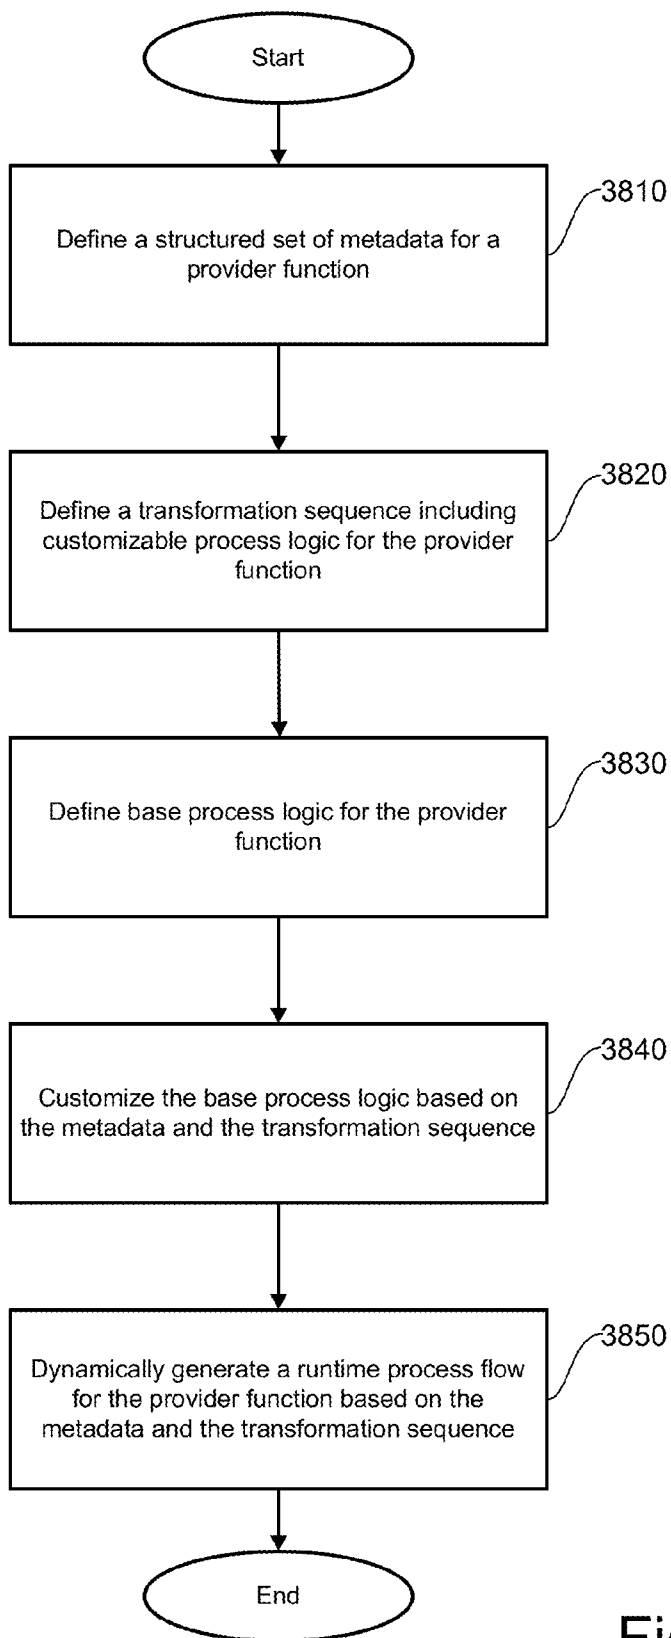 Start
3810
Define a structured set of metadata for a
provider function
3820
Define a transformation sequence including
customizable process logic for the provider
function
3830
Define base process logic for the provider
function
3840
Customize the base process logic based on
the metadata and the transformation sequence
3850
Dynamically generate a runtime process flow
for the provider function based on the
metadata and the transformation sequence
End